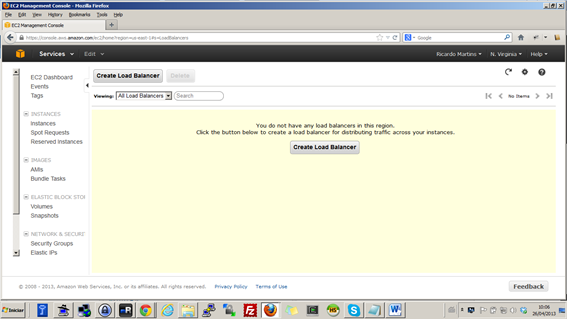 EC2 Management Console - Mozilla Firefox
File Edit View History Bookmarks Tools Help
EC2 Management Console
https://console.aws.amazon.com/ec2/home?region=us-east-1#s=LoadBalancers
Google
Services Edit Ricardo Martins N. Virginia Help
EC2 Dashboard
Events
Tags
INSTANCES
Instances
Spot Requests
Reserved Instances
IMAGES
AMIs
Bundle Tasks
ELASTIC BLOCK STO
Volumes
Snapshots
NETWORK & SECURIT
Security Groups
Elastic IPs
Create Load Balancer Delete
Viewing: All Load Balancers Search No Items
You do not have any load balancers in this region.
Click the button below to create a load balancer for distributing traffic across your instances.
Create Load Balancer
© 2008 - 2013, Amazon Web Services, Inc. or its affiliates. All rights reserved. Privacy Policy Terms of Use Feedback
Iniciar
10:06
26/04/2013